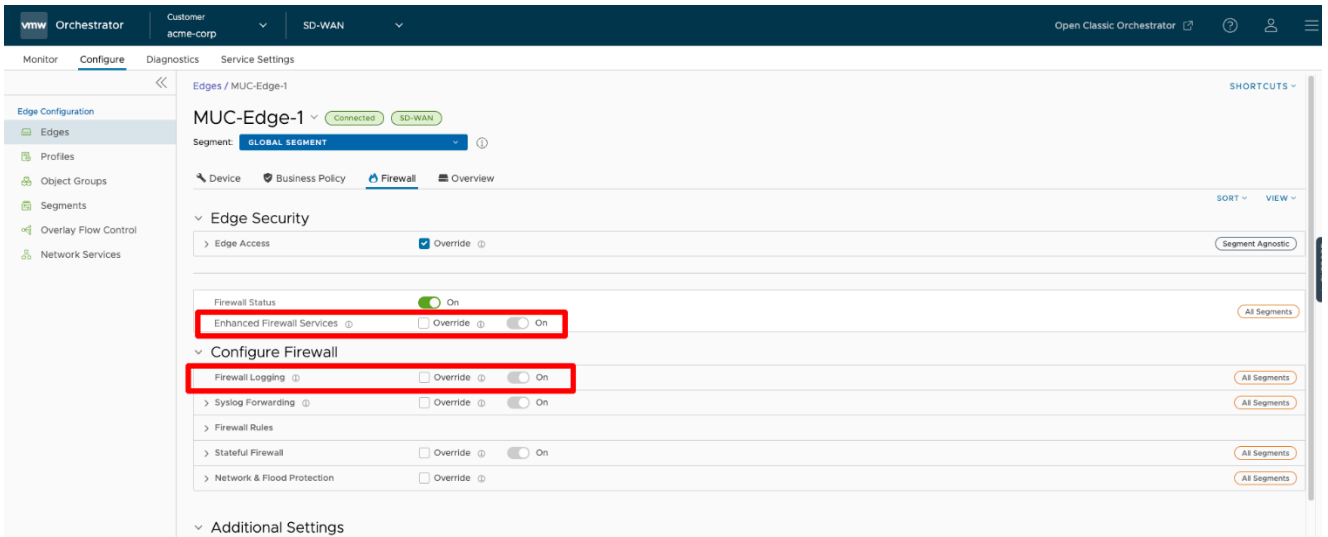 vmw Orchestrator
Customer
acme-corp
SD-WAN
Open Classic Orchestrator
Monitor Configure Diagnostics Service Settings
Edges / MUC-Edge-1
SHORTCUTS
Edge Configuration
Edges
Profiles
Object Groups
Segments
Overlay Flow Control
Network Services
MUC-Edge-1 Connected SD-WAN
Segment: GLOBAL SEGMENT
Device Business Policy Firewall Overview
SORT VIEW
Edge Security
Edge Access Override Segment Agnostic
Firewall Status On
Enhanced Firewall Services Override On All Segments
Configure Firewall
Firewall Logging Override On All Segments
Syslog Forwarding Override On All Segments
Firewall Rules
Stateful Firewall Override On All Segments
Network & Flood Protection Override All Segments
Additional Settings